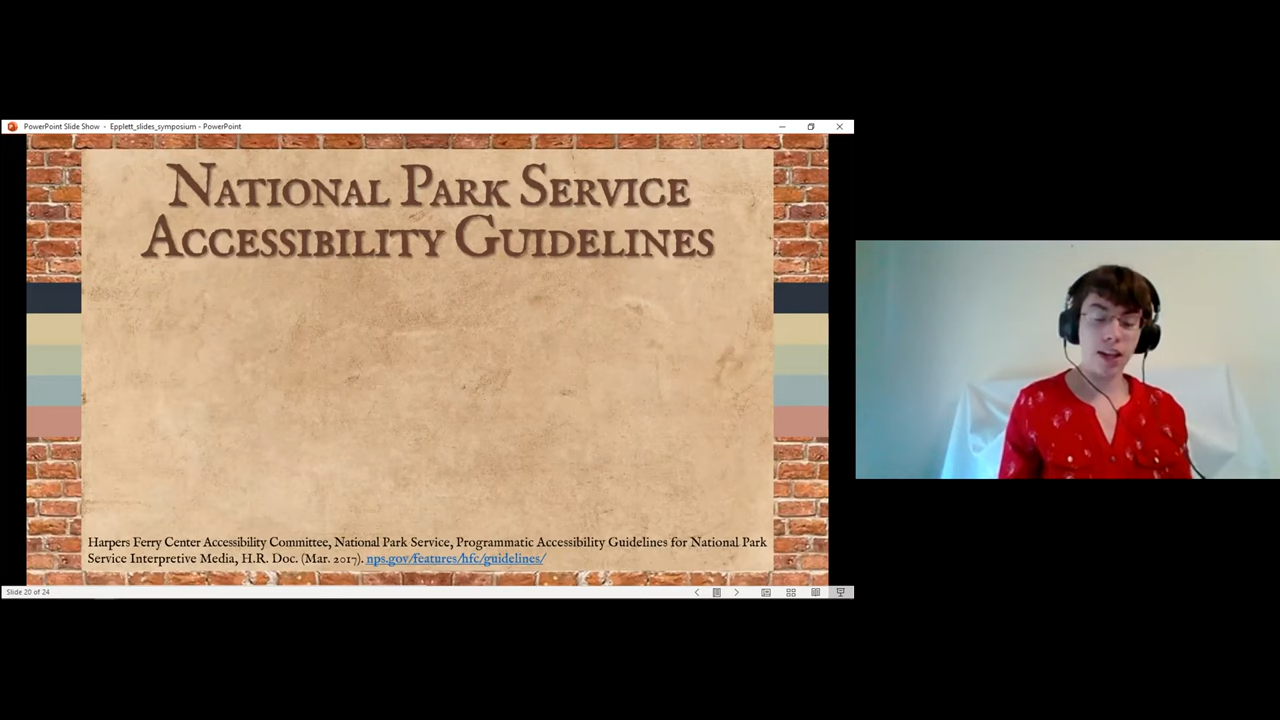 PowerPoint Slide Show - Epplett_slides_symposium - PowerPoint
National Park Service
Accessibility Guidelines
Harpers Ferry Center Accessibility Committee, National Park Service, Programmatic Accessibility Guidelines for National Park
Service Interpretive Media, H.R. Doc. (Mar. 2017). nps.gov/features/hfc/guidelines/
Slide 20 of 24